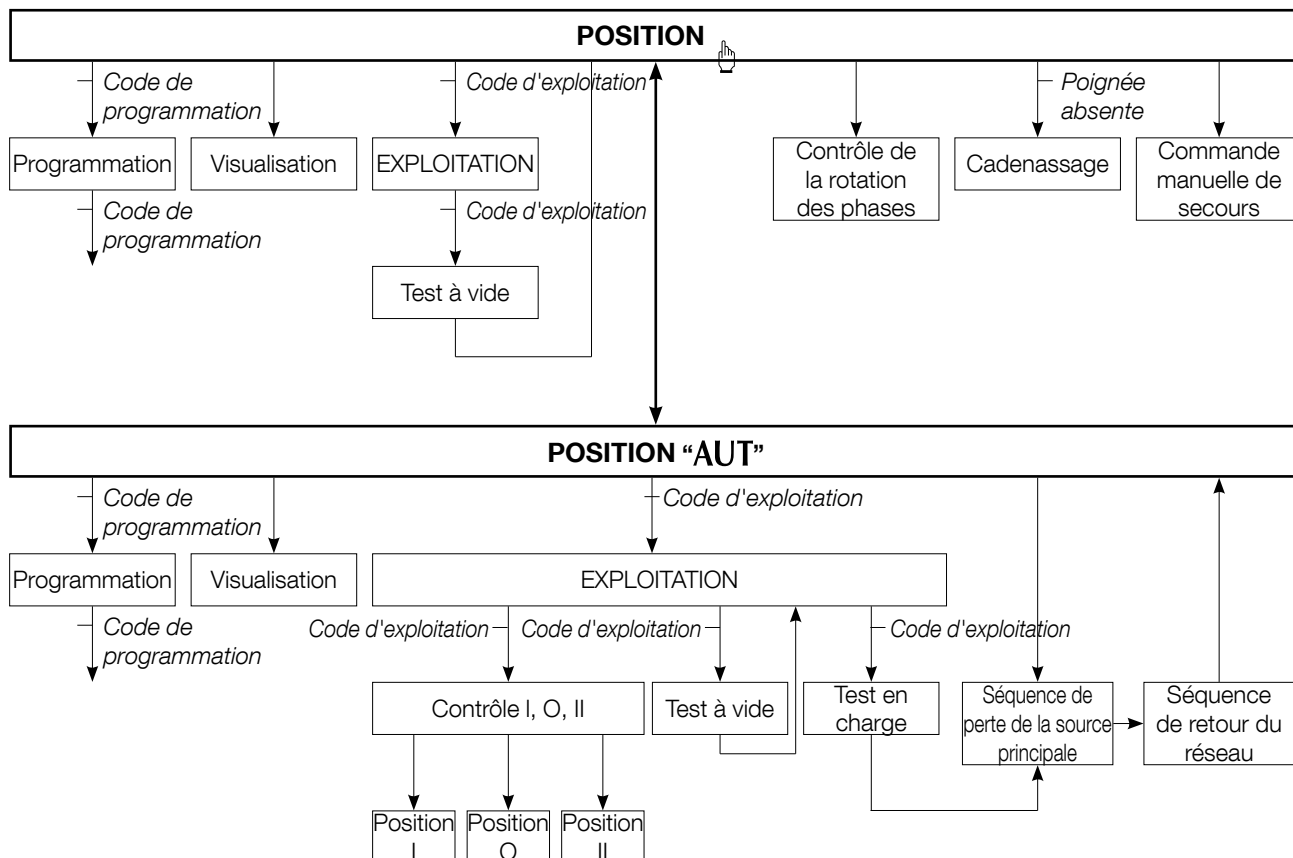 POSITION
Code de
programmation
Code d'exploitation
Poignée
absente
Programmation
Visualisation
EXPLOITATION
Contrôle de
la rotation
des phases
Cadenassage
Commande
manuelle de
secours
Code de
programmation
Code d'exploitation
Test à vide
POSITION “AUT”
Code de
programmation
Code d'exploitation
Programmation
Visualisation
EXPLOITATION
Code de
programmation
Code d'exploitation
Code d'exploitation
Code d'exploitation
Contrôle I, O, II
Test à vide
Test en
charge
Séquence de
perte de la source
principale
Séquence
de retour du
réseau
Position
I
Position
O
Position
II